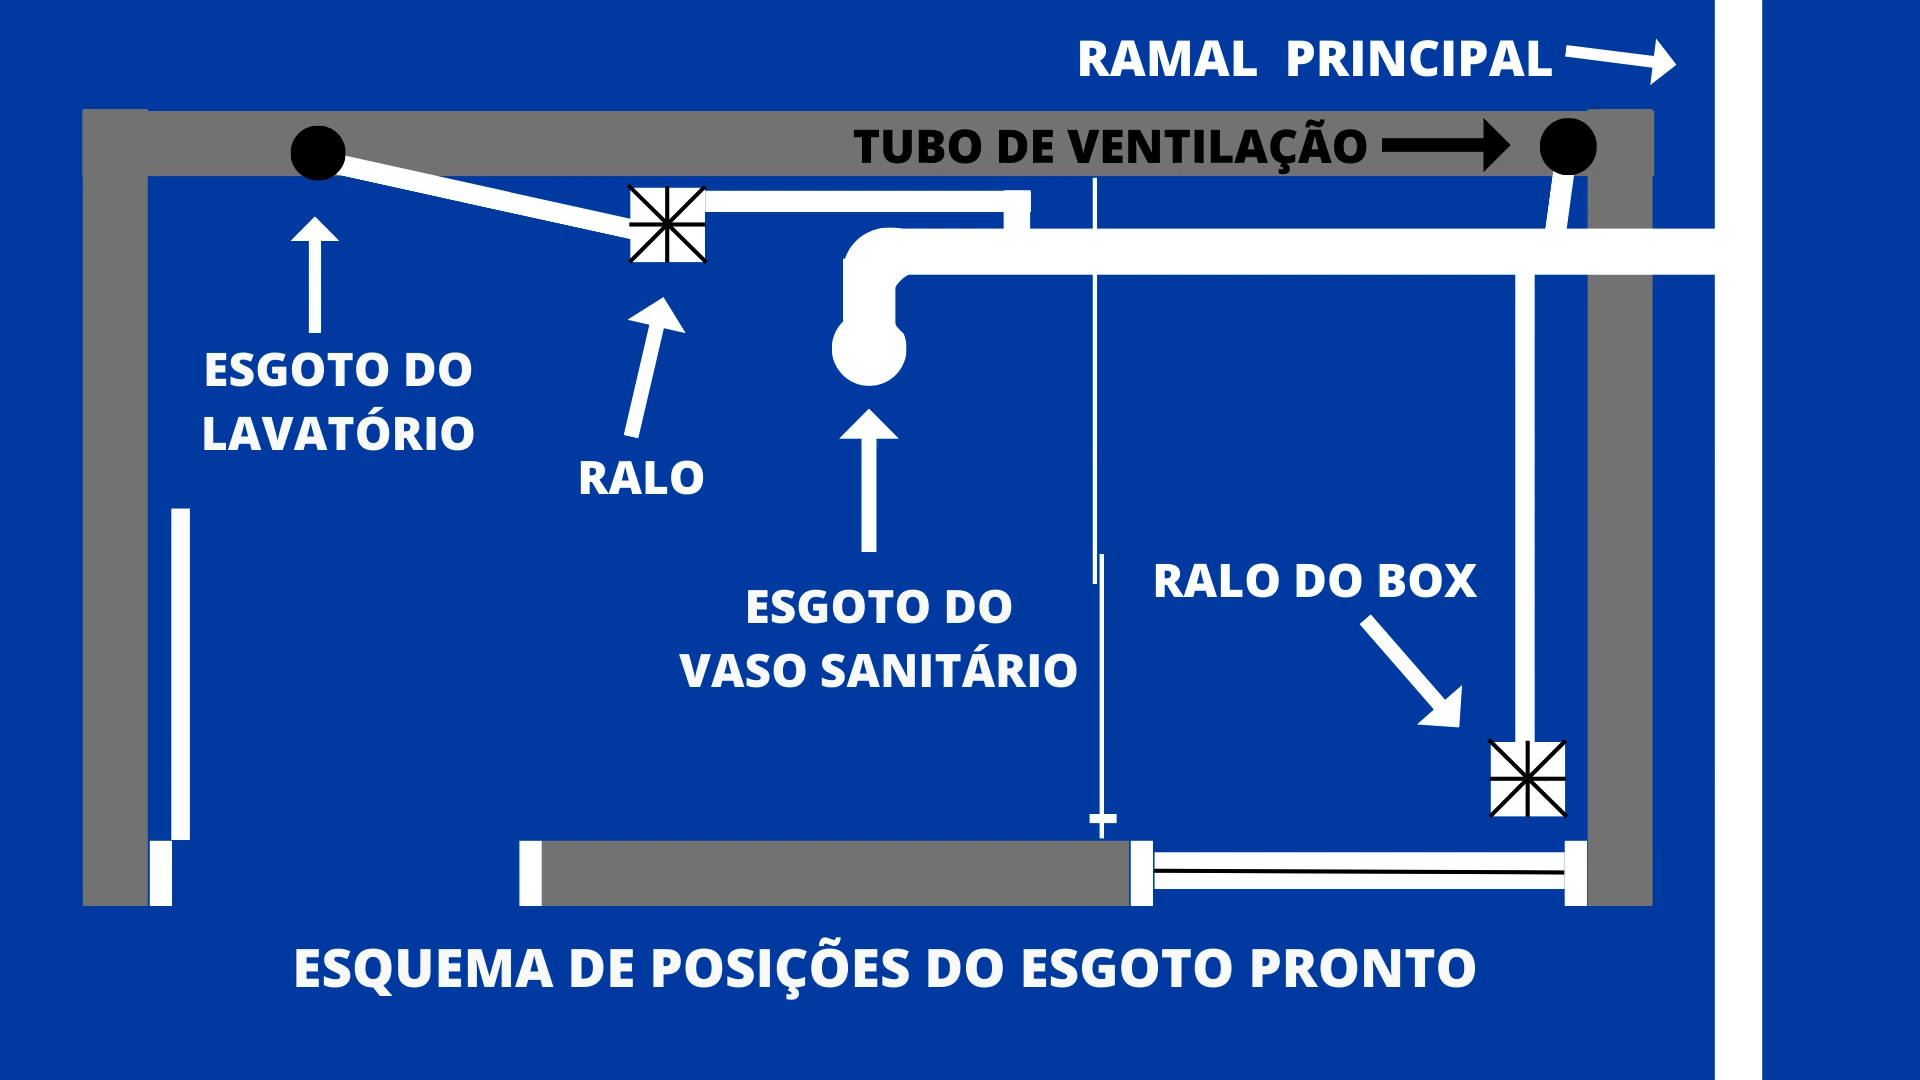 RAMAL PRINCIPAL
TUBO DE VENTILAÇÃO
ESGOTO DO
LAVATÓRIO
RALO
ESGOTO DO
VASO SANITÁRIO
RALO DO BOX
ESQUEMA DE POSIÇÕES DO ESGOTO PRONTO